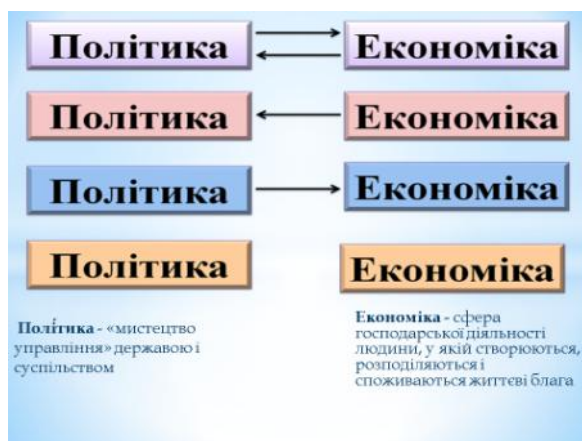 Політика
Економіка
Політика
Економіка
Політика
Економіка
Політика
Економіка
Полі́тика - «мистецтво
управління» державою і
суспільством
Економіка - сфера
господарської діяльності
людини, у якій створюються,
розподіляються і
споживаються життєві блага